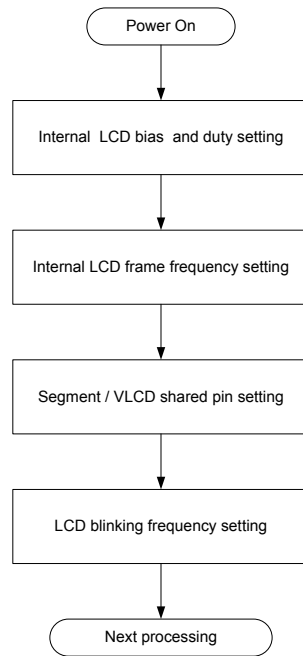 Power On
Internal LCD bias and duty setting
Internal LCD frame frequency setting
Segment / VLCD shared pin setting
LCD blinking frequency setting
Next processing